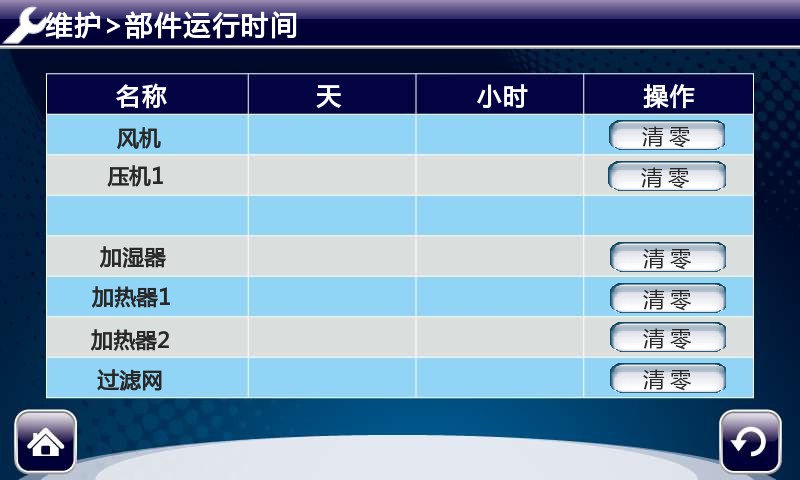 维护>部件运行时间
名称 天 小时 操作
风机 清零
压机1 清零
加湿器 清零
加热器1 清零
加热器2 清零
过滤网 清零